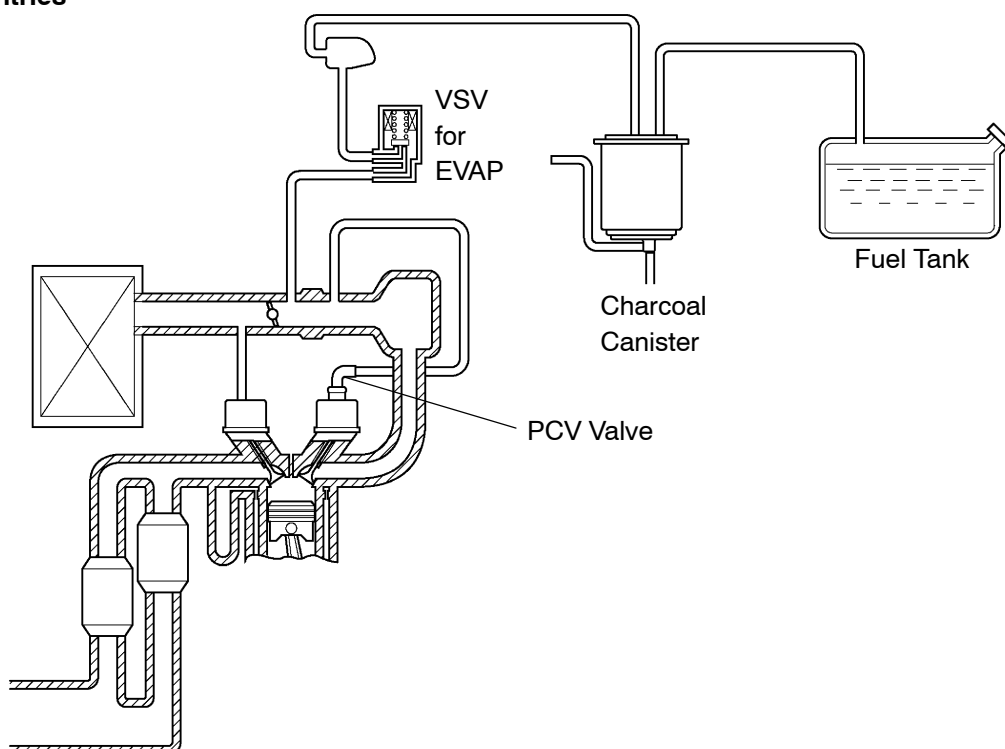 VSV
for
EVAP
Fuel Tank
Charcoal
Canister
PCV Valve